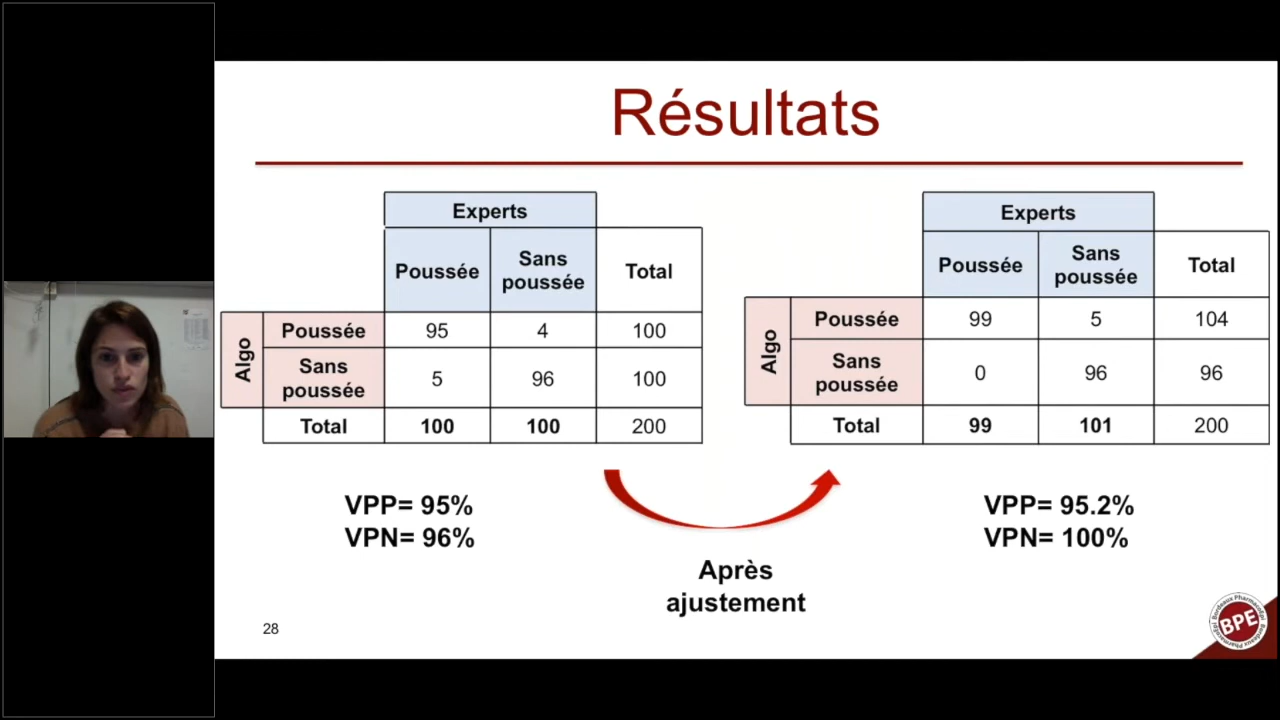 Résultats
Experts
Poussée Sans poussée Total
Algo
Poussée 95 4 100
Sans poussée 5 96 100
Total 100 100 200
VPP= 95%
VPN= 96%
Experts
Poussée Sans poussée Total
Algo
Poussée 99 5 104
Sans poussée 0 96 96
Total 99 101 200
VPP= 95.2%
VPN= 100%
Après
ajustement
28
BPE
Bordeaux PharmacoEpi